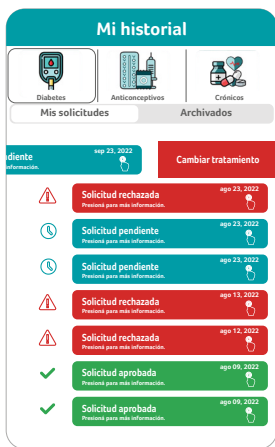 Mi historial
Diabetes
Anticonceptivos
Crónicos
Mis solicitudes
Archivados
sep 23, 2022
ndiente
nformación.
Cambiar tratamiento
ago 23, 2022
Solicitud rechazada
Presioná para más información.
ago 23, 2022
Solicitud pendiente
Presioná para más información.
ago 23, 2022
Solicitud pendiente
Presioná para más información.
ago 13, 2022
Solicitud rechazada
Presioná para más información.
ago 12, 2022
Solicitud rechazada
Presioná para más información.
ago 09, 2022
Solicitud aprobada
Presioná para más información.
ago 09, 2022
Solicitud aprobada
Presioná para más información.